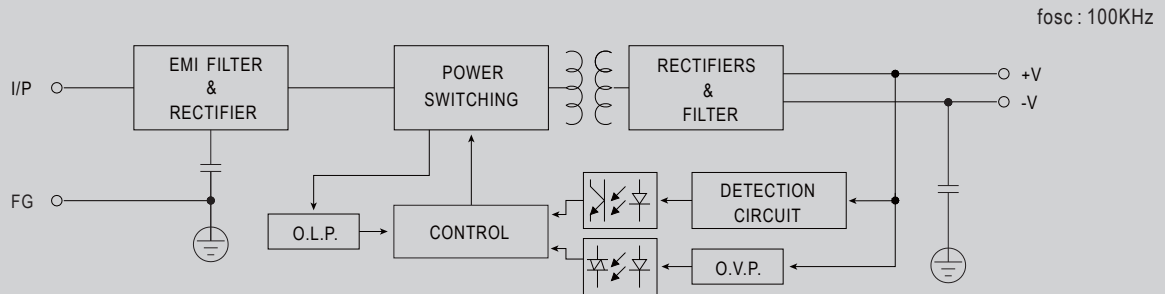 fosc : 100KHz
I/P
EMI FILTER
&
RECTIFIER
POWER
SWITCHING
RECTIFIERS
&
FILTER
+V
-V
FG
O.L.P.
CONTROL
DETECTION
CIRCUIT
O.V.P.